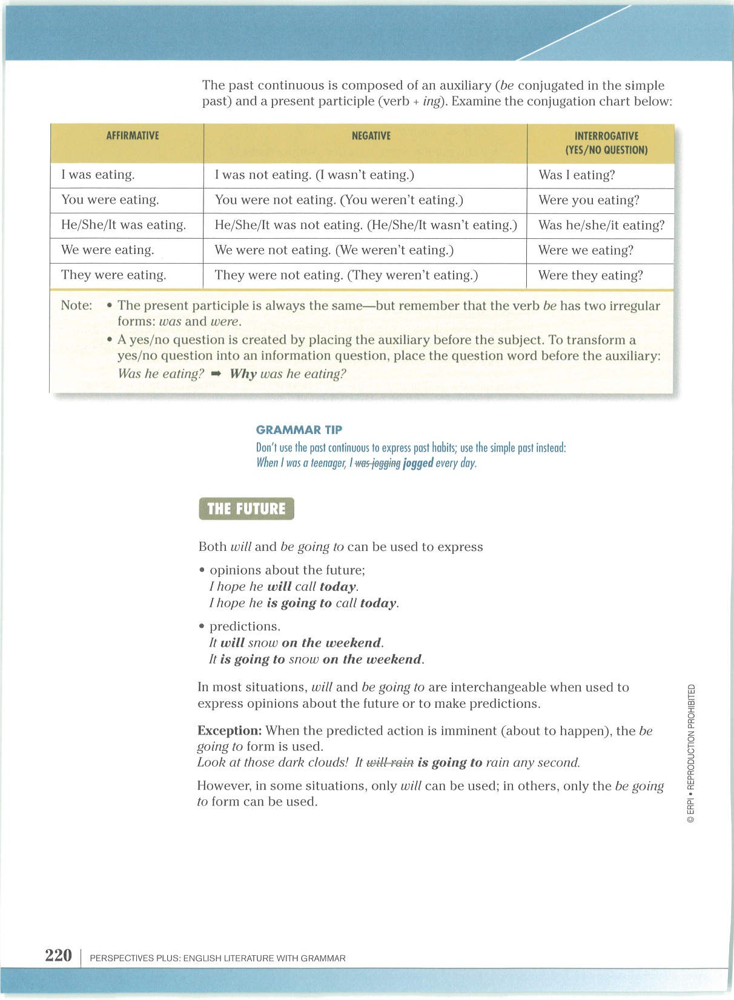 The past continuous is composed of an auxiliary (be conjugated in the simple
past) and a present participle (verb + ing). Examine the conjugation chart below:
AFFIRMATIVE NEGATIVE INTERROGATIVE
(YES/NO QUESTION)
I was eating. I was not eating. (I wasn't eating.) Was I eating?
You were eating. You were not eating. (You weren't eating.) Were you eating?
He/She/It was eating. He/She/It was not eating. (He/She/It wasn't eating.) Was he/she/it eating?
We were eating. We were not eating. (We weren't eating.) Were we eating?
They were eating. They were not eating. (They weren't eating.) Were they eating?
Note: • The present participle is always the same—but remember that the verb be has two irregular
forms: was and were.
• A yes/no question is created by placing the auxiliary before the subject. To transform a
yes/no question into an information question, place the question word before the auxiliary:
Was he eating? ➡ Why was he eating?
GRAMMAR TIP
Don't use the past continuous to express past habits; use the simple past instead:
When I was a teenager, I was jogging jogged every day.
THE FUTURE
Both will and be going to can be used to express
• opinions about the future;
I hope he will call today.
I hope he is going to call today.
• predictions.
It will snow on the weekend.
It is going to snow on the weekend.
In most situations, will and be going to are interchangeable when used to
express opinions about the future or to make predictions.
Exception: When the predicted action is imminent (about to happen), the be
going to form is used.
Look at those dark clouds! It will rain is going to rain any second.
However, in some situations, only will can be used; in others, only the be going
to form can be used.
© ERPI • REPRODUCTION PROHIBITED
220 PERSPECTIVES PLUS: ENGLISH LITERATURE WITH GRAMMAR